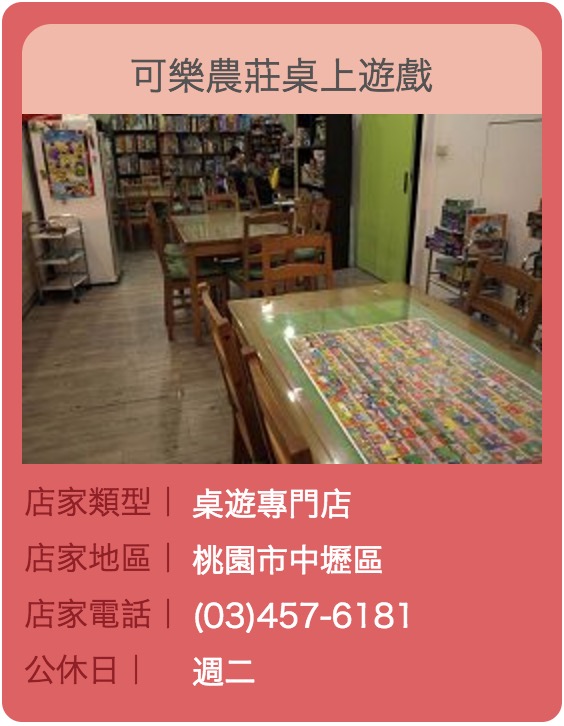 可樂農莊桌上遊戲
店家類型｜ 桌遊專門店
店家地區｜ 桃園市中壢區
店家電話｜ (03)457-6181
公休日｜ 週二